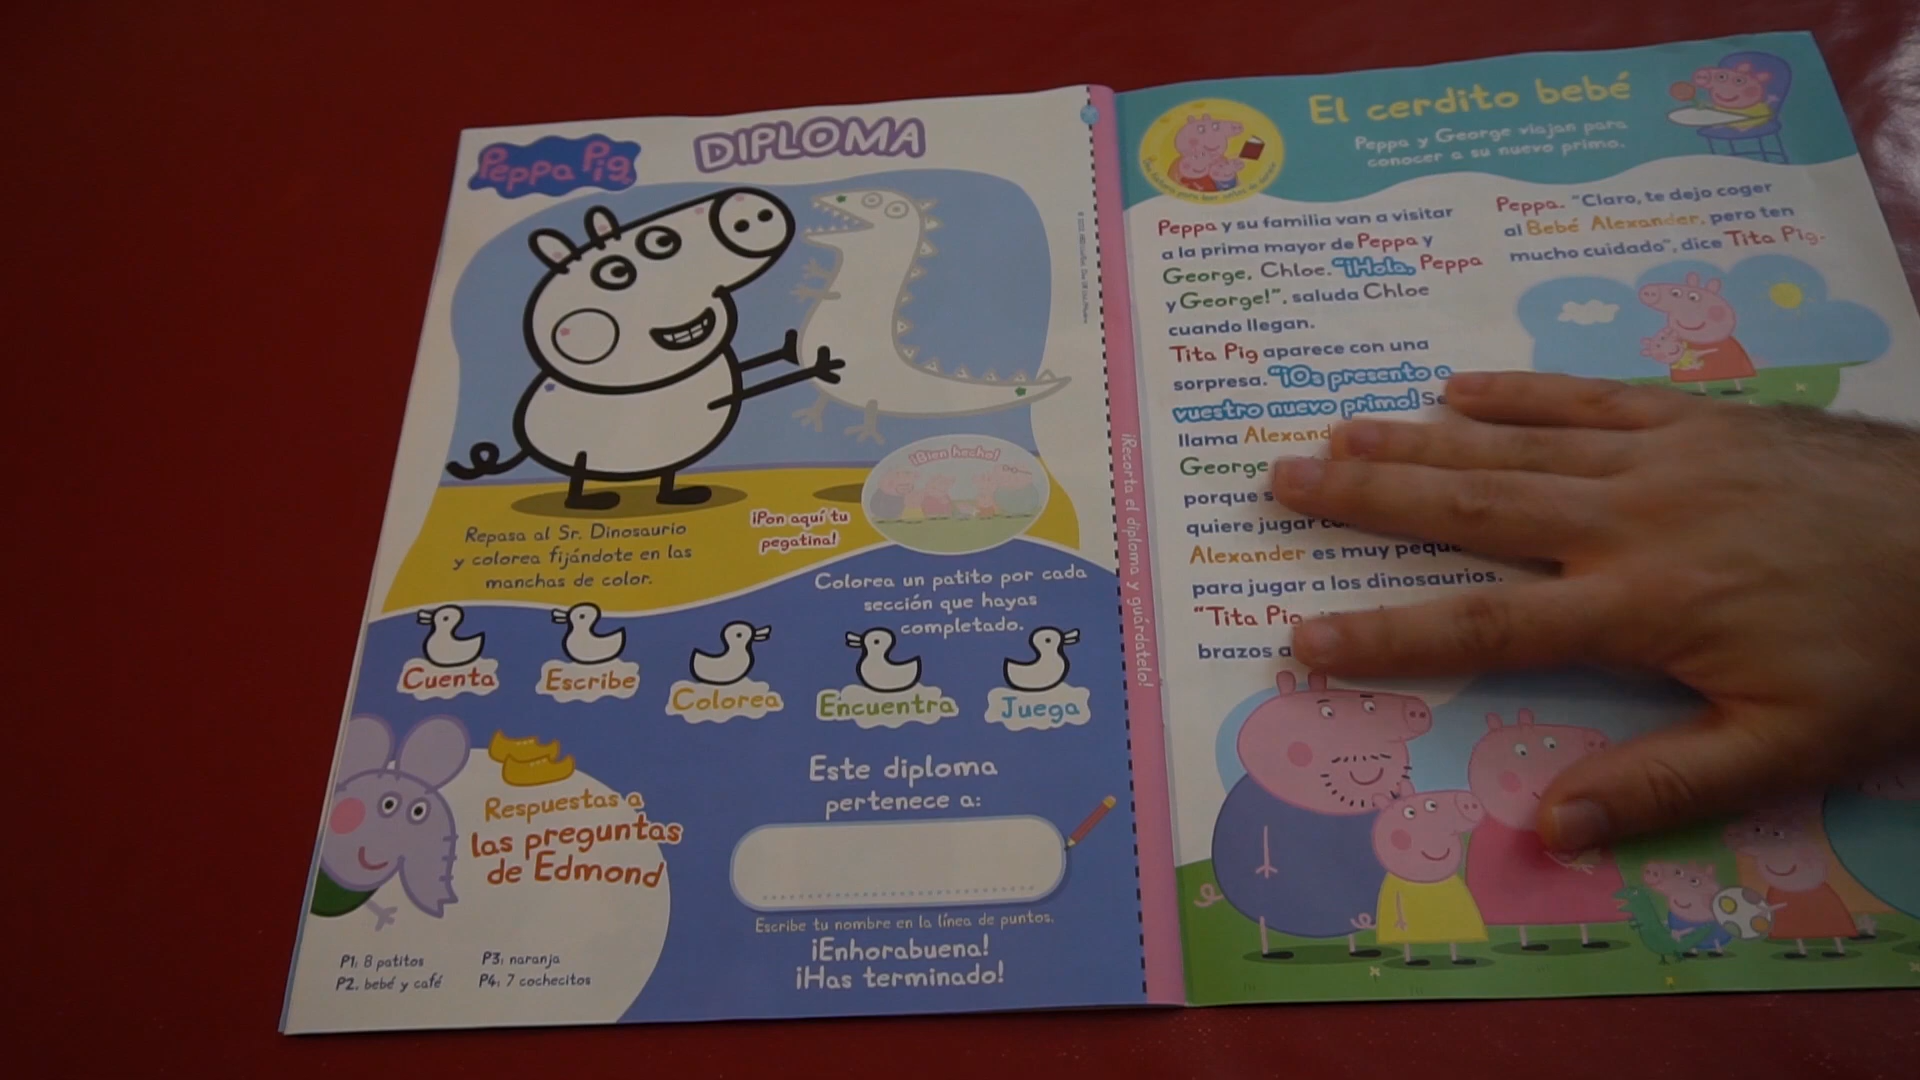 Peppa Pig
DIPLOMA
Repasa al Sr. Dinosaurio
y colorea fijándote en las
manchas de color.
¡Pon aquí tu
pegatina!
¡Bien hecho!
Colorea un patito por cada
sección que hayas
completado.
Cuenta
Escribe
Colorea
Encuentra
Juega
Respuestas a
las preguntas
de Edmond
P1. 8 patitos
P2. bebé y café
P3. naranja
P4. 7 cochecitos
Este diploma
pertenece a:
Escribe tu nombre en la línea de puntos.
¡Enhorabuena!
¡Has terminado!
¡Recorta el diploma y guárdatelo!
El cerdito bebé
Peppa y George viajan para
conocer a su nuevo primo.
Peppa y su familia van a visitar
a la prima mayor de Peppa y
George, Chloe. "¡Hola, Peppa
y George!", saluda Chloe
cuando llegan.
Tita Pig aparece con una
sorpresa. "¡Os presento a
vuestro nuevo primo! Se
llama
George
porque
quiere jugar
Alexander es muy
para jugar a los dinosaurios.
"Tita Pig
brazos a
Peppa. "Claro, te dejo coger
al Bebé Alexander, pero ten
mucho cuidado", dice Tita Pig.